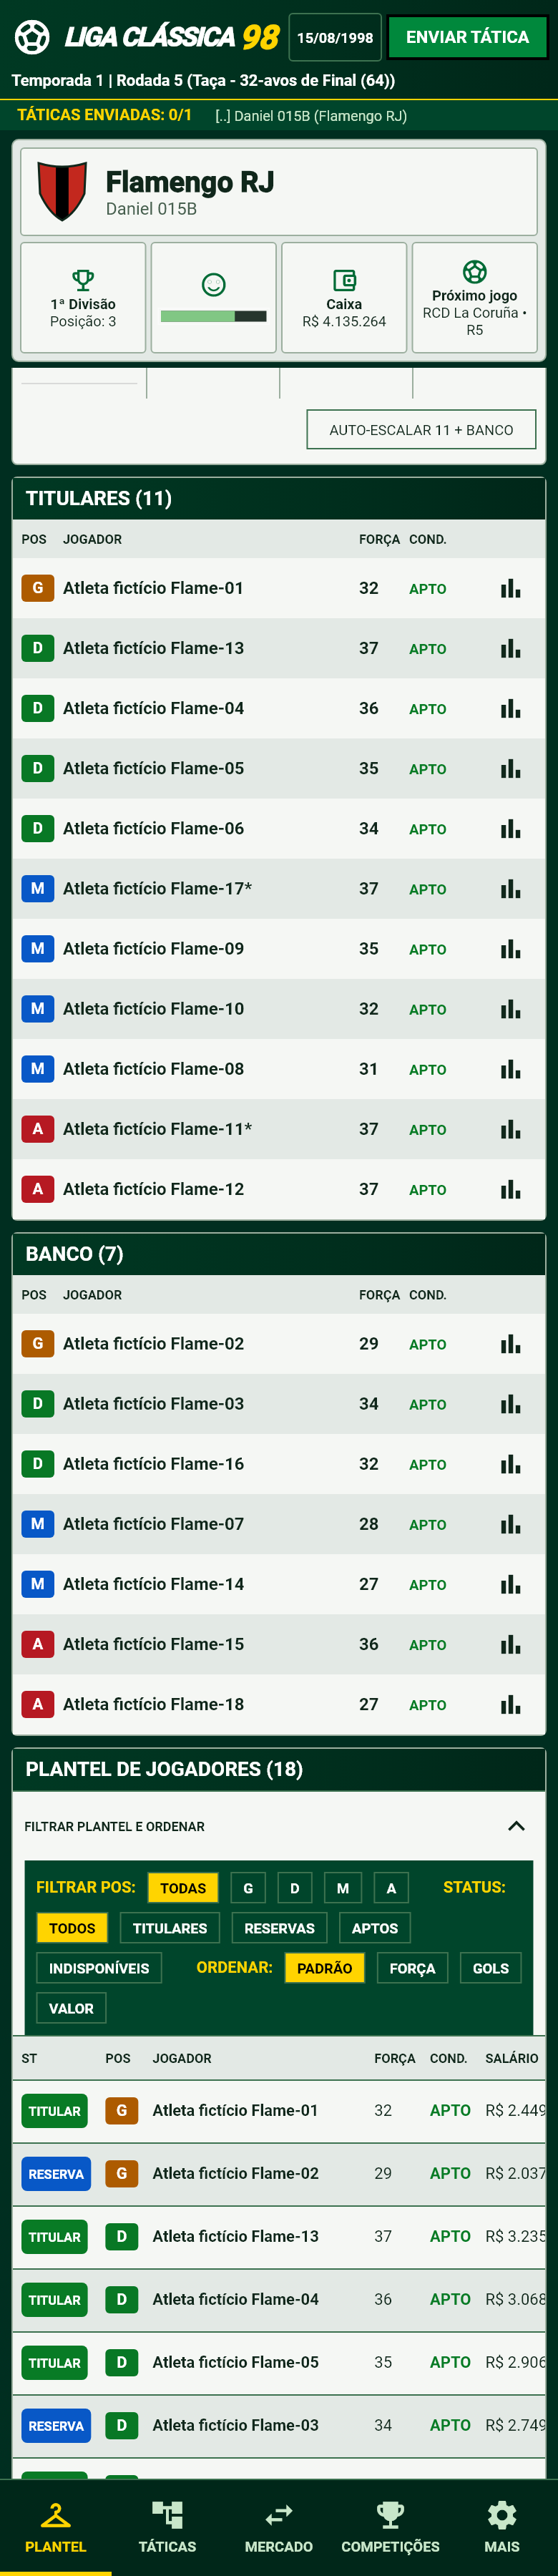 LIGA CLÁSSICA 98
15/08/1998
ENVIAR TÁTICA
Temporada 1 | Rodada 5 (Taça - 32-avos de Final (64))
TÁTICAS ENVIADAS: 0/1 [..] Daniel 015B (Flamengo RJ)
Flamengo RJ
Daniel 015B
1ª Divisão
Posição: 3
Caixa
R$ 4.135.264
Próximo jogo
RCD La Coruña •
R5
AUTO-ESCALAR 11 + BANCO
TITULARES (11)
POS JOGADOR FORÇA COND.
G Atleta fictício Flame-01 32 APTO
D Atleta fictício Flame-13 37 APTO
D Atleta fictício Flame-04 36 APTO
D Atleta fictício Flame-05 35 APTO
D Atleta fictício Flame-06 34 APTO
M Atleta fictício Flame-17* 37 APTO
M Atleta fictício Flame-09 35 APTO
M Atleta fictício Flame-10 32 APTO
M Atleta fictício Flame-08 31 APTO
A Atleta fictício Flame-11* 37 APTO
A Atleta fictício Flame-12 37 APTO
BANCO (7)
POS JOGADOR FORÇA COND.
G Atleta fictício Flame-02 29 APTO
D Atleta fictício Flame-03 34 APTO
D Atleta fictício Flame-16 32 APTO
M Atleta fictício Flame-07 28 APTO
M Atleta fictício Flame-14 27 APTO
A Atleta fictício Flame-15 36 APTO
A Atleta fictício Flame-18 27 APTO
PLANTEL DE JOGADORES (18)
FILTRAR PLANTEL E ORDENAR
FILTRAR POS: TODAS G D M A STATUS:
TODOS TITULARES RESERVAS APTOS
INDISPONÍVEIS ORDENAR: PADRÃO FORÇA GOLS
VALOR
ST POS JOGADOR FORÇA COND. SALÁRIO
TITULAR G Atleta fictício Flame-01 32 APTO R$ 2.449
RESERVA G Atleta fictício Flame-02 29 APTO R$ 2.037
TITULAR D Atleta fictício Flame-13 37 APTO R$ 3.235
TITULAR D Atleta fictício Flame-04 36 APTO R$ 3.068
TITULAR D Atleta fictício Flame-05 35 APTO R$ 2.906
RESERVA D Atleta fictício Flame-03 34 APTO R$ 2.749
PLANTEL TÁTICAS MERCADO COMPETIÇÕES MAIS